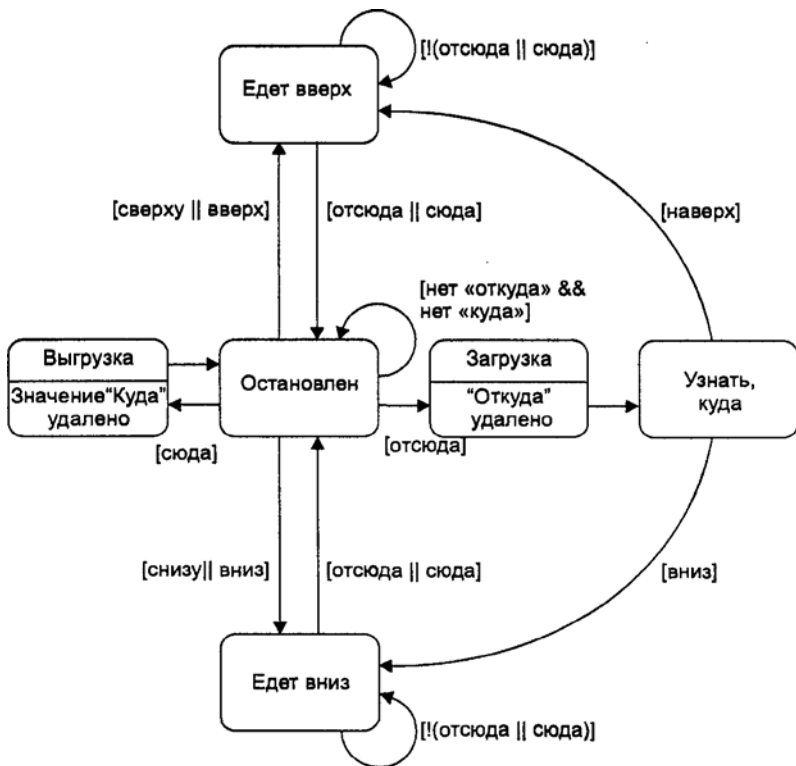 [!(отсюда || сюда)]
Едет вверх
[сверху || вверх]
[отсюда || сюда]
[наверх]
[нет «откуда» &&
нет «куда»]
Выгрузка
Значение“Куда”
удалено
Остановлен
Загрузка
“Откуда”
удалено
Узнать,
куда
[сюда]
[отсюда]
[снизу|| вниз]
[отсюда || сюда]
[вниз]
Едет вниз
[!(отсюда || сюда)]